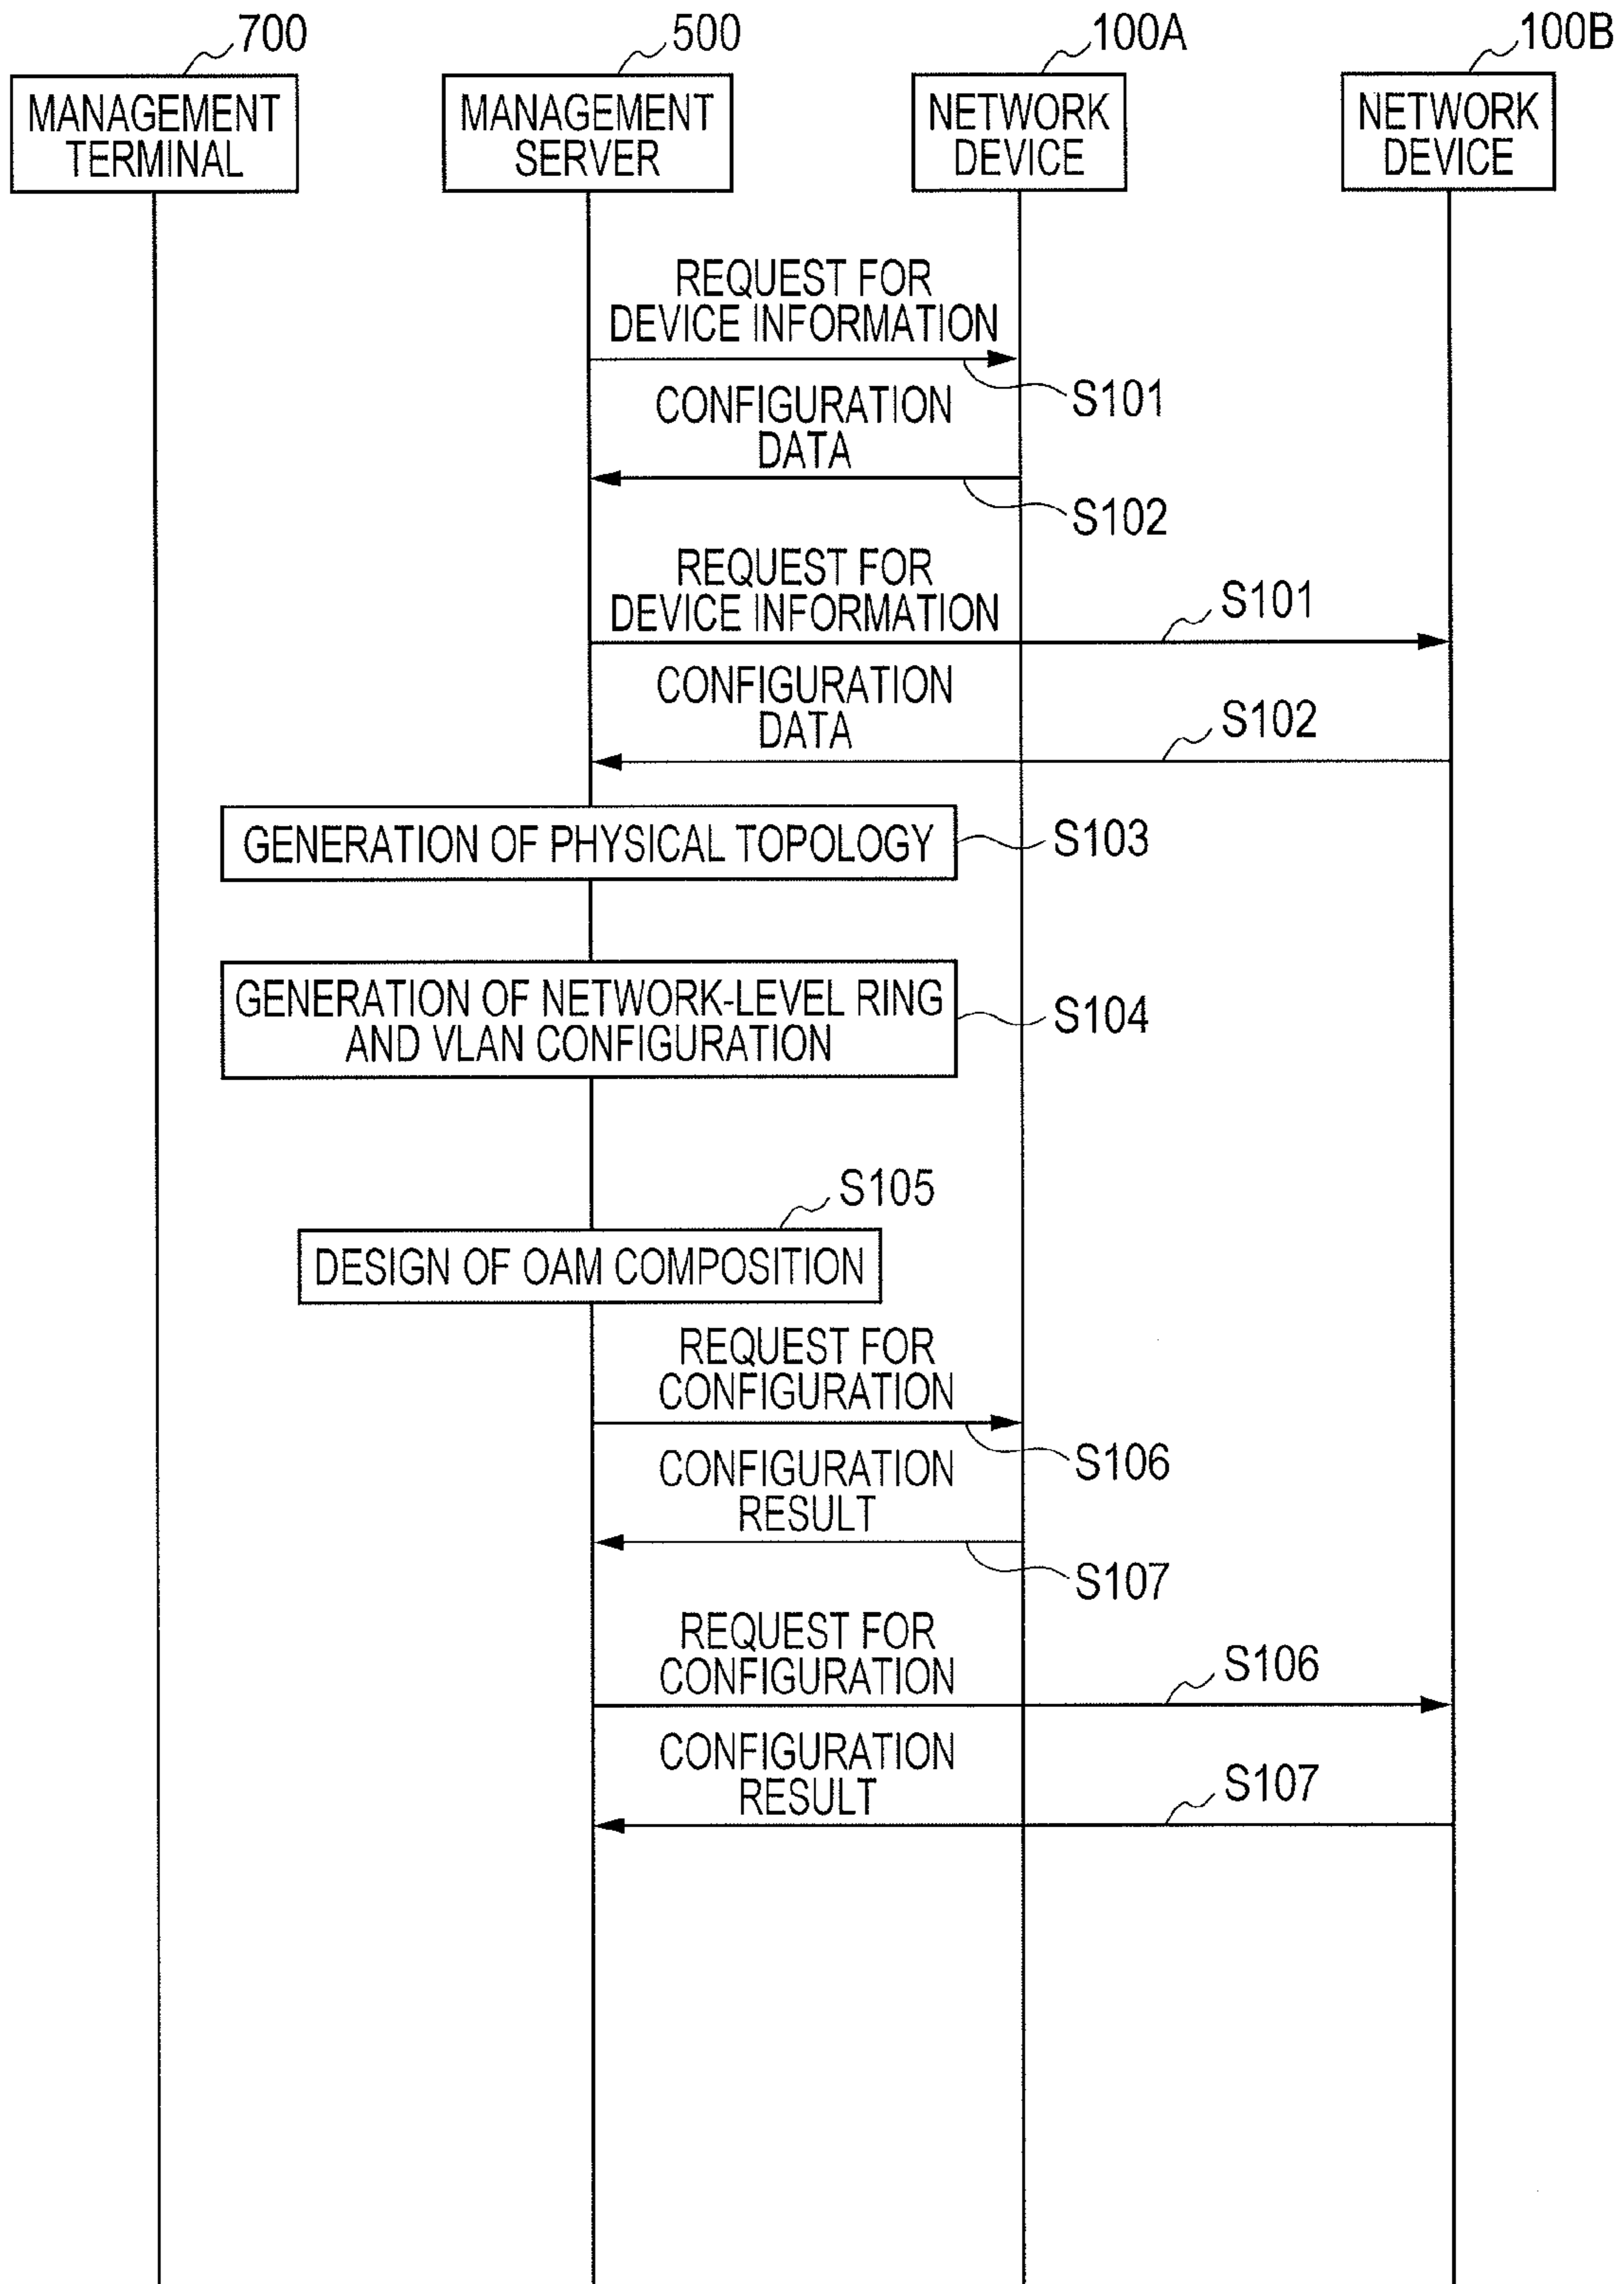 700
500
100A
100B
MANAGEMENT
TERMINAL
MANAGEMENT
SERVER
NETWORK
DEVICE
NETWORK
DEVICE
REQUEST FOR
DEVICE INFORMATION
S101
CONFIGURATION
DATA
S102
REQUEST FOR
DEVICE INFORMATION
S101
CONFIGURATION
DATA
S102
GENERATION OF PHYSICAL TOPOLOGY
S103
GENERATION OF NETWORK-LEVEL RING
AND VLAN CONFIGURATION
S104
S105
DESIGN OF OAM COMPOSITION
REQUEST FOR
CONFIGURATION
S106
CONFIGURATION
RESULT
S107
REQUEST FOR
CONFIGURATION
S106
CONFIGURATION
RESULT
S107